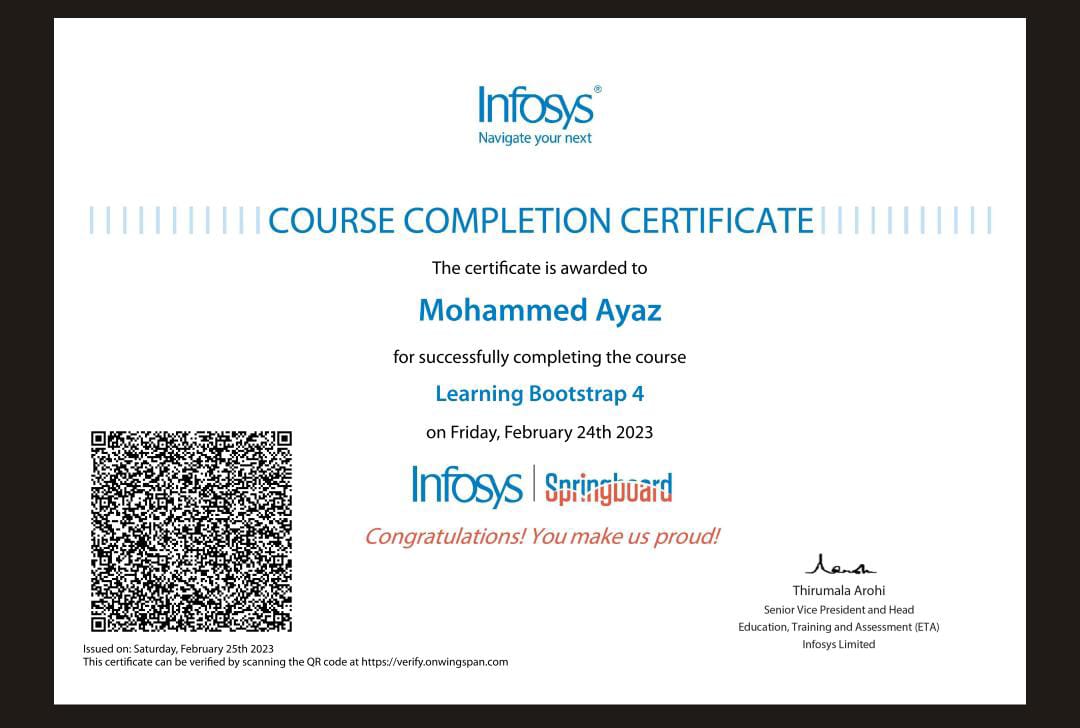 Infosys®
Navigate your next
COURSE COMPLETION CERTIFICATE
The certificate is awarded to
Mohammed Ayaz
for successfully completing the course
Learning Bootstrap 4
on Friday, February 24th 2023
Infosys | Springboard
Congratulations! You make us proud!
Thirumala Arohi
Senior Vice President and Head
Education, Training and Assessment (ETA)
Infosys Limited
Issued on: Saturday, February 25th 2023
This certificate can be verified by scanning the QR code at https://verify.onwingspan.com